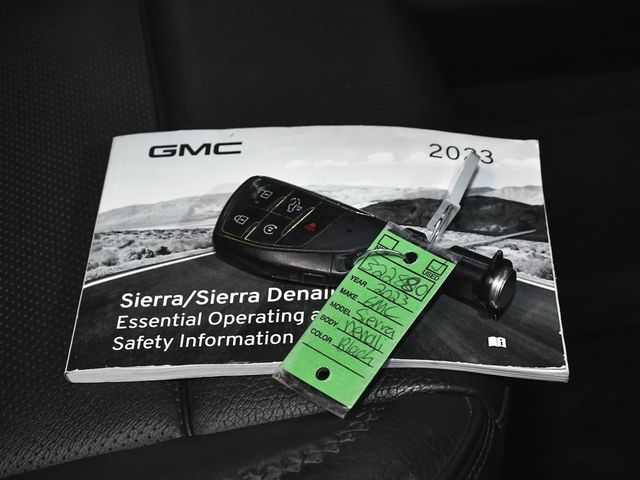 GMC 2023
Sierra/Sierra Denali
Essential Operating a
Safety Information
USED
YEAR 2023
MAKE GMC
MODEL Sierra
BODY Denali
COLOR Black